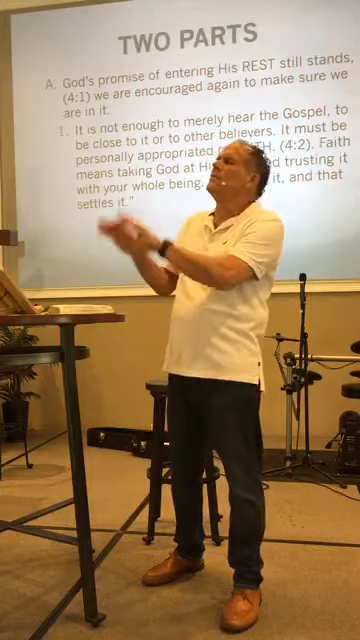 TWO PARTS
A. God's promise of entering His REST still stands,
(4:1) we are encouraged again to make sure we
are in it.
1. It is not enough to merely hear the Gospel, to
be close to it or to other believers. It must be
personally appropriated TH. (4:2). Faith
means taking God at H d trusting it
with your whole being. it, and that
settles it."